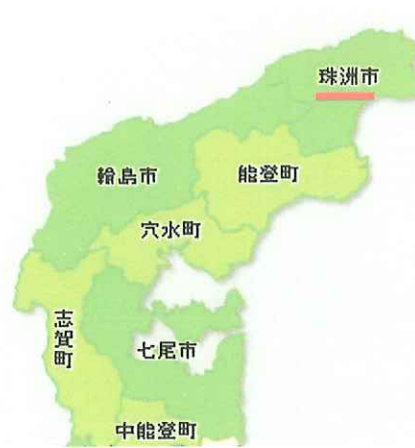 珠洲市
輪島市
能登町
穴水町
志賀町
七尾市
中能登町